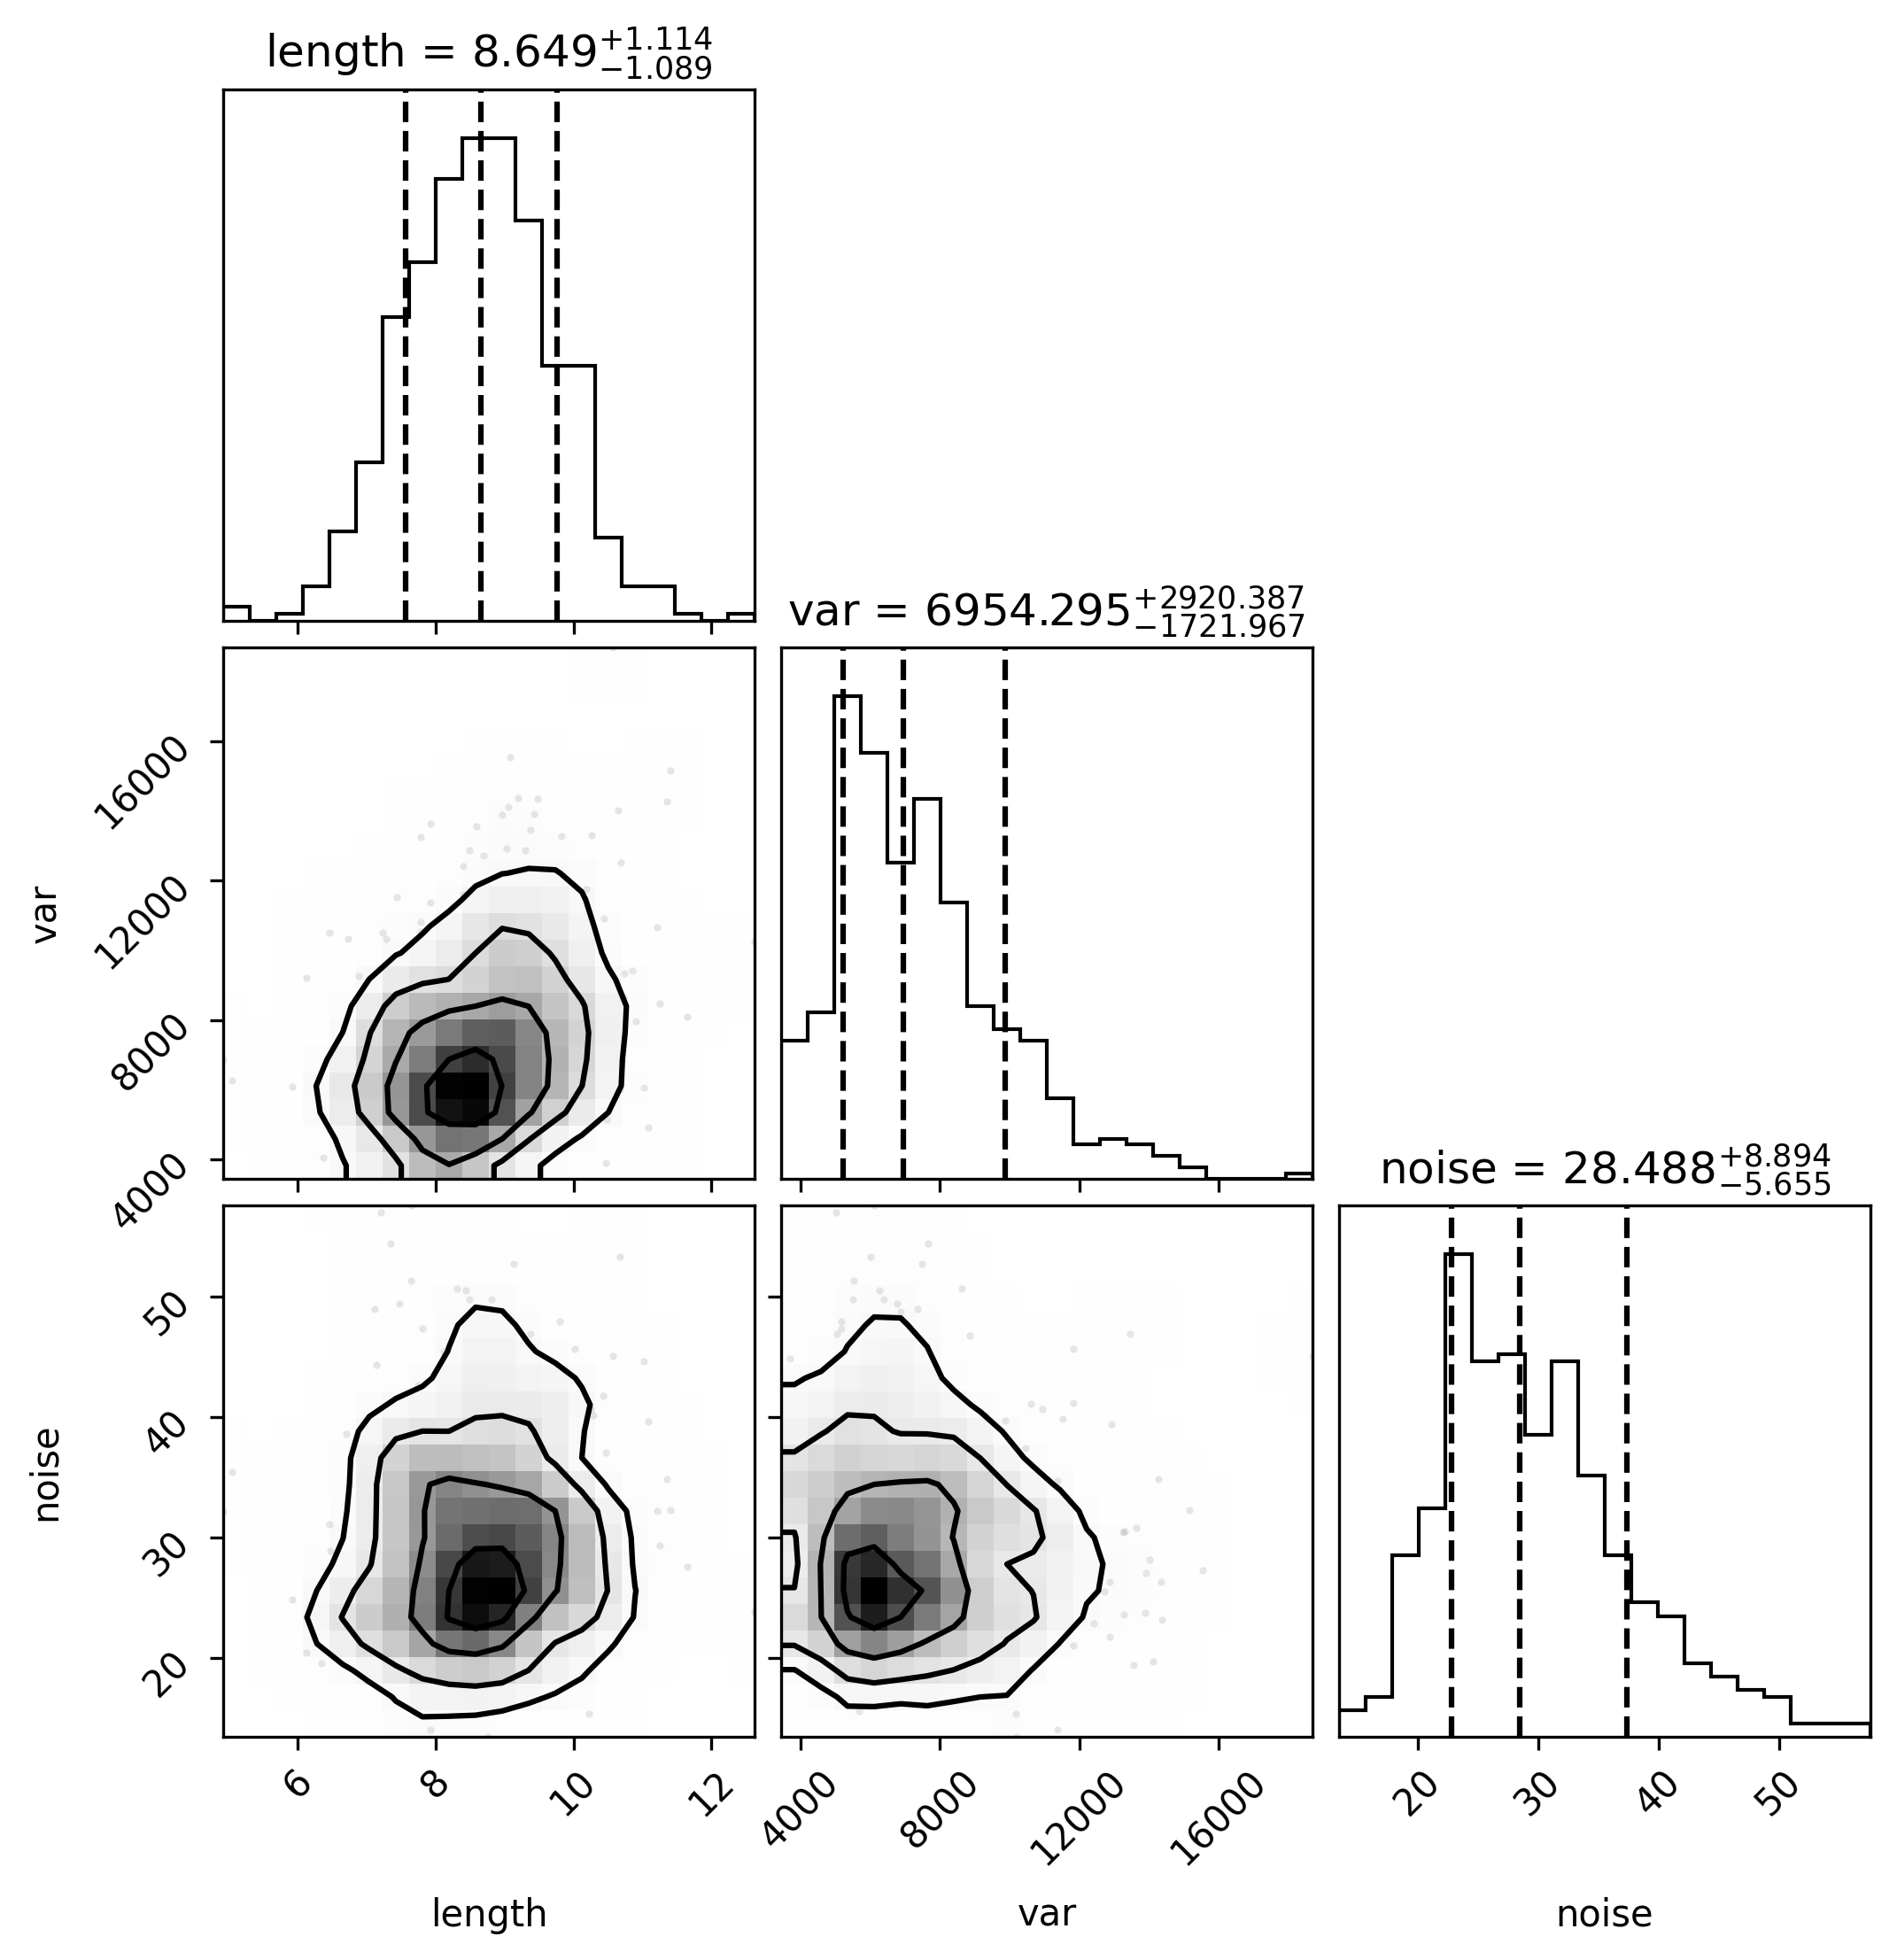 length = 8.649 +1.114 −1.089
var = 6954.295 +2920.387 −1721.967
16000
12000
8000
4000
var
noise = 28.488 +8.894 −5.655
50
40
30
20
noise
6 8 10 12
4000 8000 12000 16000
20 30 40 50
length var noise